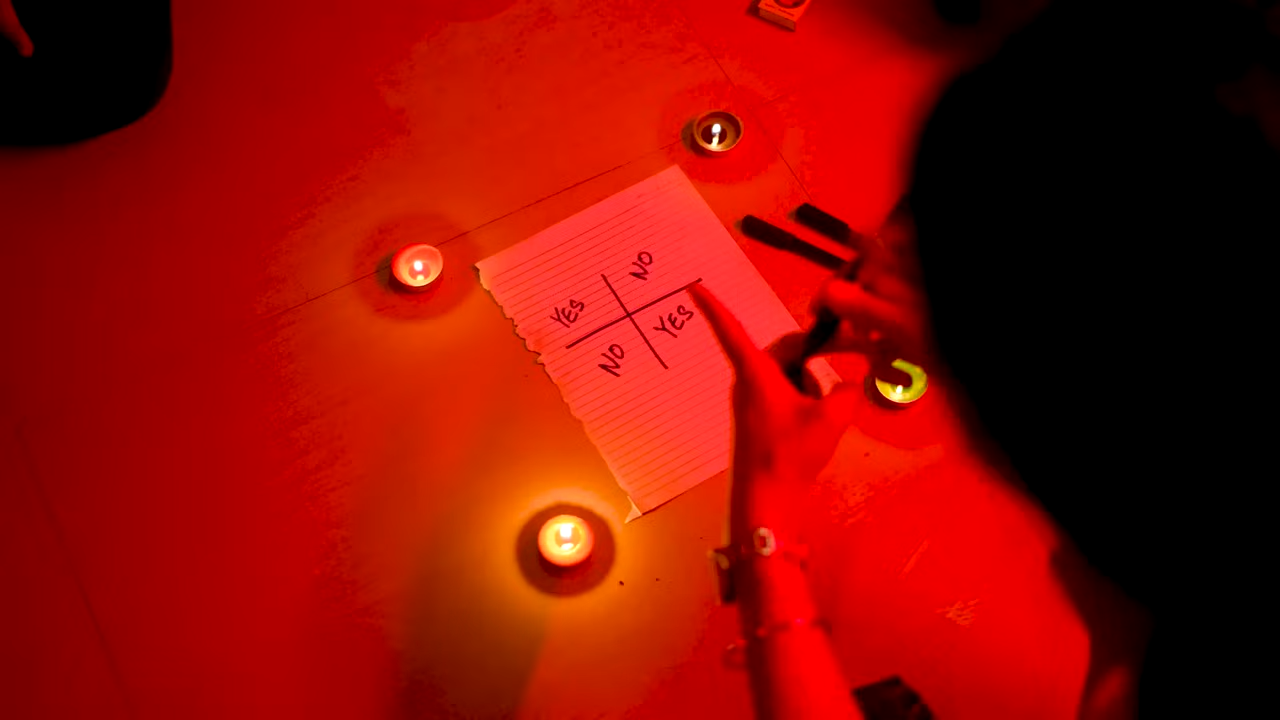 YES NO
NO YES